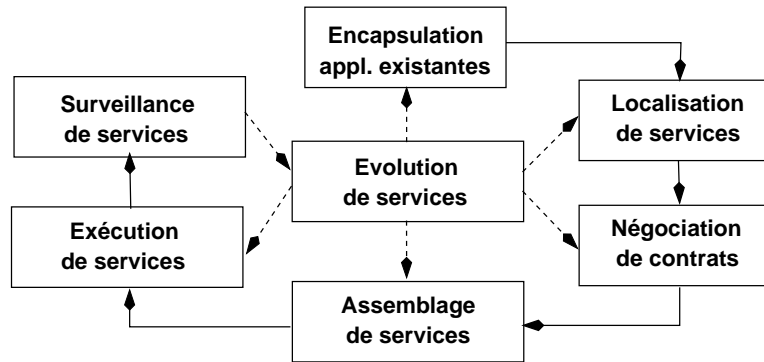 Encapsulation
appl. existantes
Surveillance
de services
Localisation
de services
Evolution
de services
Exécution
de services
Négociation
de contrats
Assemblage
de services